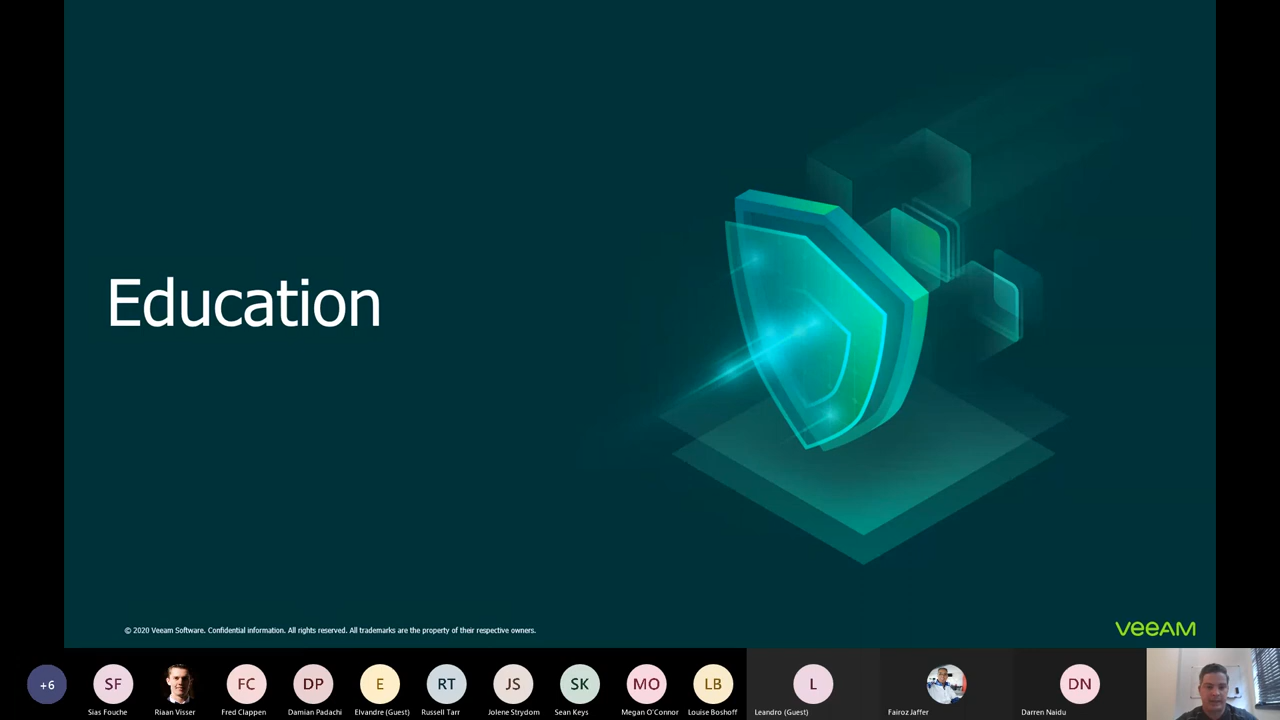 Education
© 2020 Veeam Software. Confidential information. All rights reserved. All trademarks are the property of their respective owners.
VEEAM
+6
SF
FC
DP
E
RT
JS
SK
MO
LB
L
DN
Sias Fouche
Riaan Visser
Fred Clappen
Damian Padachi
Elvandre (Guest)
Russell Tarr
Jolene Strydom
Sean Keys
Megan O'Connor
Louise Boshoff
Leandro (Guest)
Fairoz Jaffer
Darren Naidu